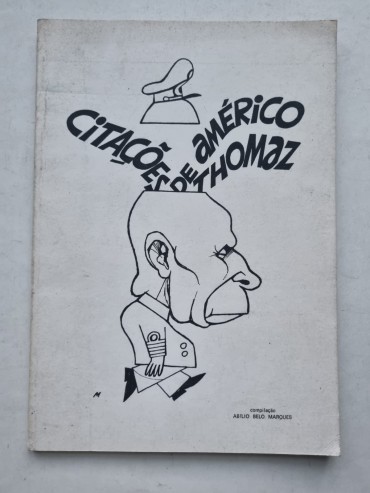 CITAÇÕES
DE AMÉRICO
THOMAZ
M
compilação
ABÍLIO BELO MARQUES